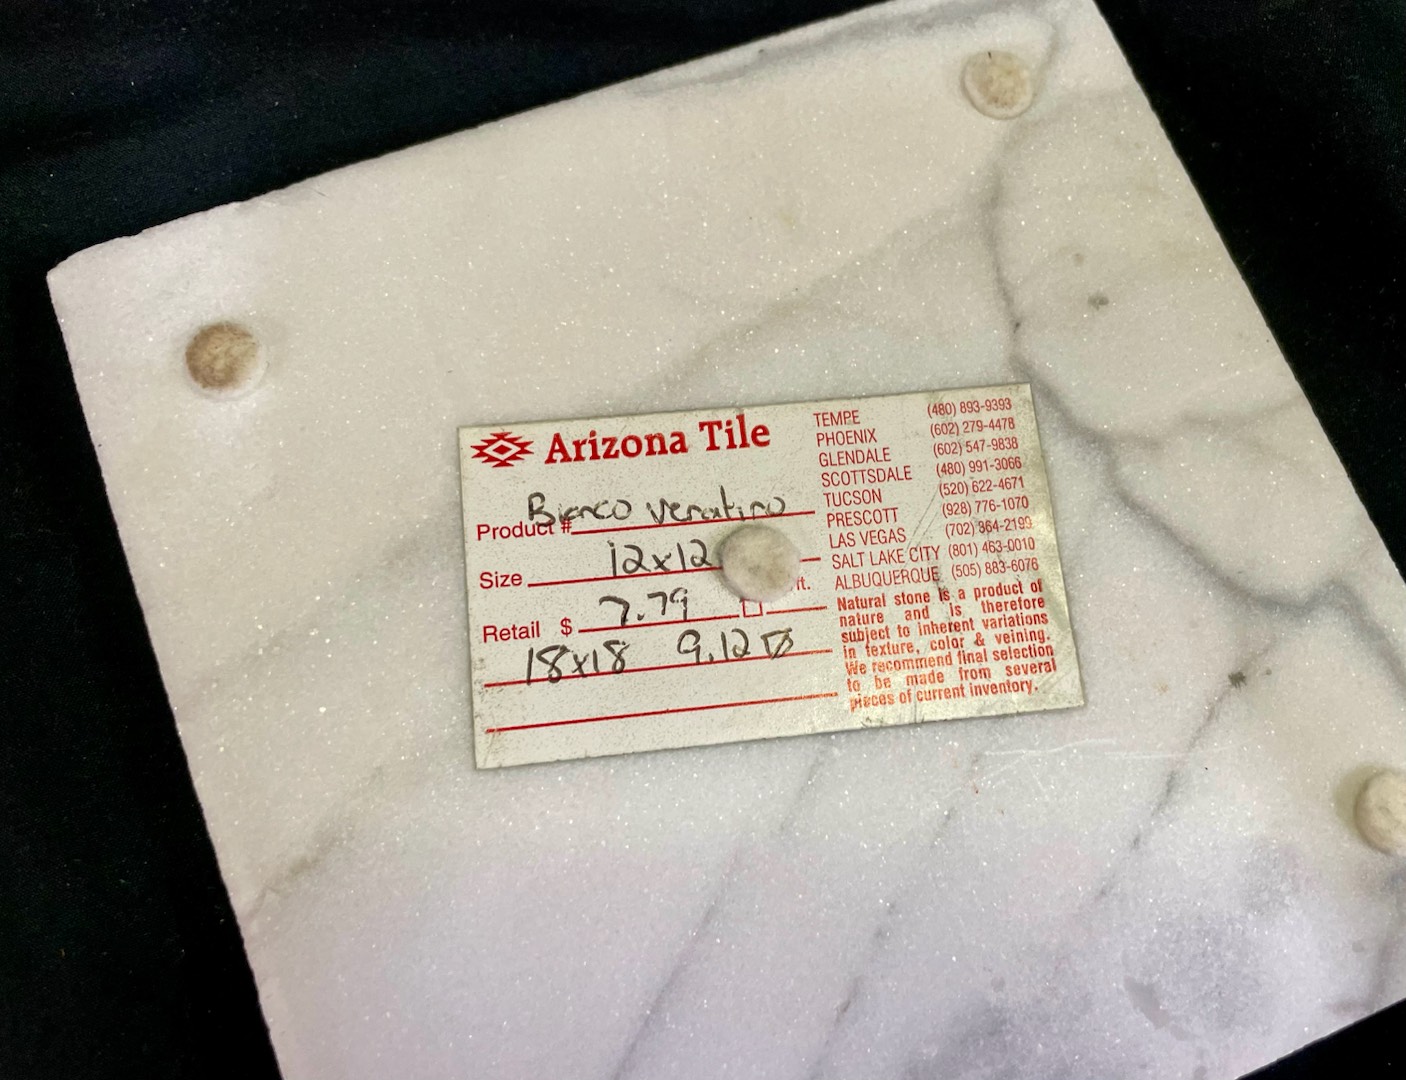 Arizona Tile
Product # Bianco venatino
Size 12x12 ft.
Retail $ 7.79
18x18 9.12
TEMPE (480) 893-9393
PHOENIX (602) 279-4478
GLENDALE (602) 547-9838
SCOTTSDALE (480) 991-3066
TUCSON (520) 622-4671
PRESCOTT (928) 776-1070
LAS VEGAS (702) 364-2199
SALT LAKE CITY (801) 463-0010
ALBUQUERQUE (505) 883-6076
Natural stone is a product of
nature and is therefore
subject to inherent variations
in texture, color & veining.
We recommend final selection
to be made from several
pieces of current inventory.